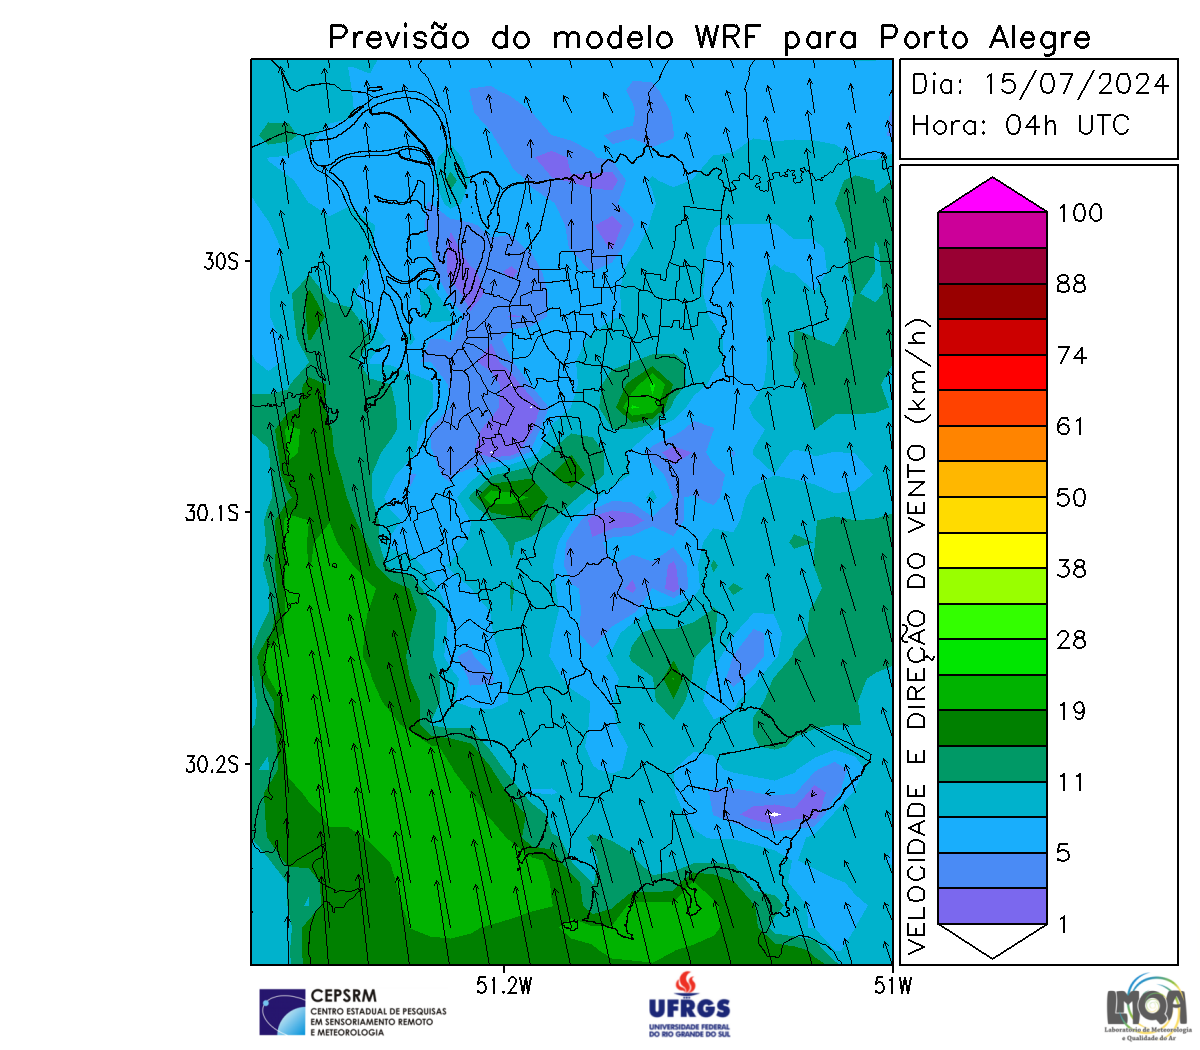 Previsão do modelo WRF para Porto Alegre
Dia: 15/07/2024
Hora: 04h UTC
100
88
74
61
50
38
28
19
11
5
1
VELOCIDADE E DIREÇÃO DO VENTO (km/h)
30S
30.1S
30.2S
51.2W
51W
CEPSRM
CENTRO ESTADUAL DE PESQUISAS
EM SENSORIAMENTO REMOTO
E METEOROLOGIA
UFRGS
UNIVERSIDADE FEDERAL
DO RIO GRANDE DO SUL
LMQA
Laboratório de Meteorologia
e Qualidade do Ar